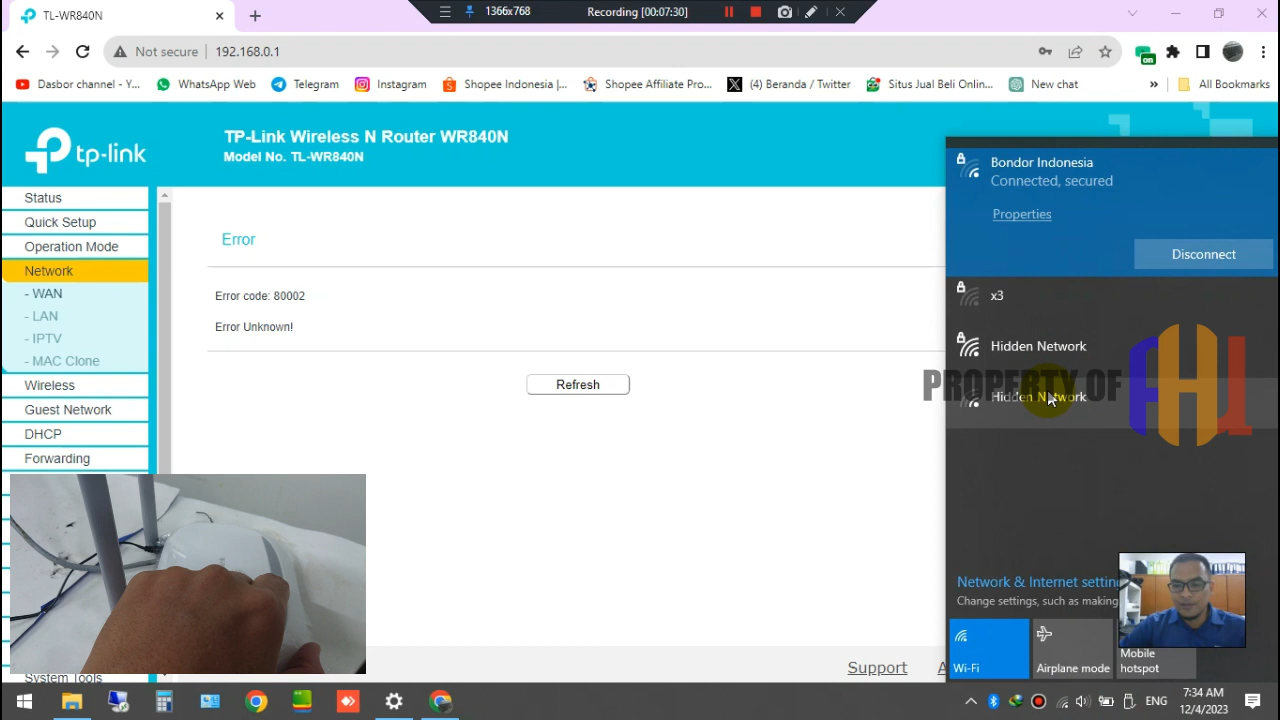 TL-WR840N
1366x768
Recording [00:07:30]
Not secure
192.168.0.1
on
Dasbor channel - Y...
WhatsApp Web
Telegram
Instagram
Shopee Indonesia |...
Shopee Affiliate Pro...
(4) Beranda / Twitter
Situs Jual Beli Onlin...
New chat
»
All Bookmarks
tp-link
TP-Link Wireless N Router WR840N
Model No. TL-WR840N
Status
Quick Setup
Operation Mode
Network
- WAN
- LAN
- IPTV
- MAC Clone
Wireless
Guest Network
DHCP
Forwarding
System Tools
Error
Error code: 80002
Error Unknown!
Refresh
Support
A
Bondor Indonesia
Connected, secured
Properties
Disconnect
x3
Hidden Network
PROPERTY OF
Hidden Network
Network & Internet settin
Change settings, such as making
Wi-Fi
Airplane mode
Mobile
hotspot
ENG
7:34 AM
12/4/2023